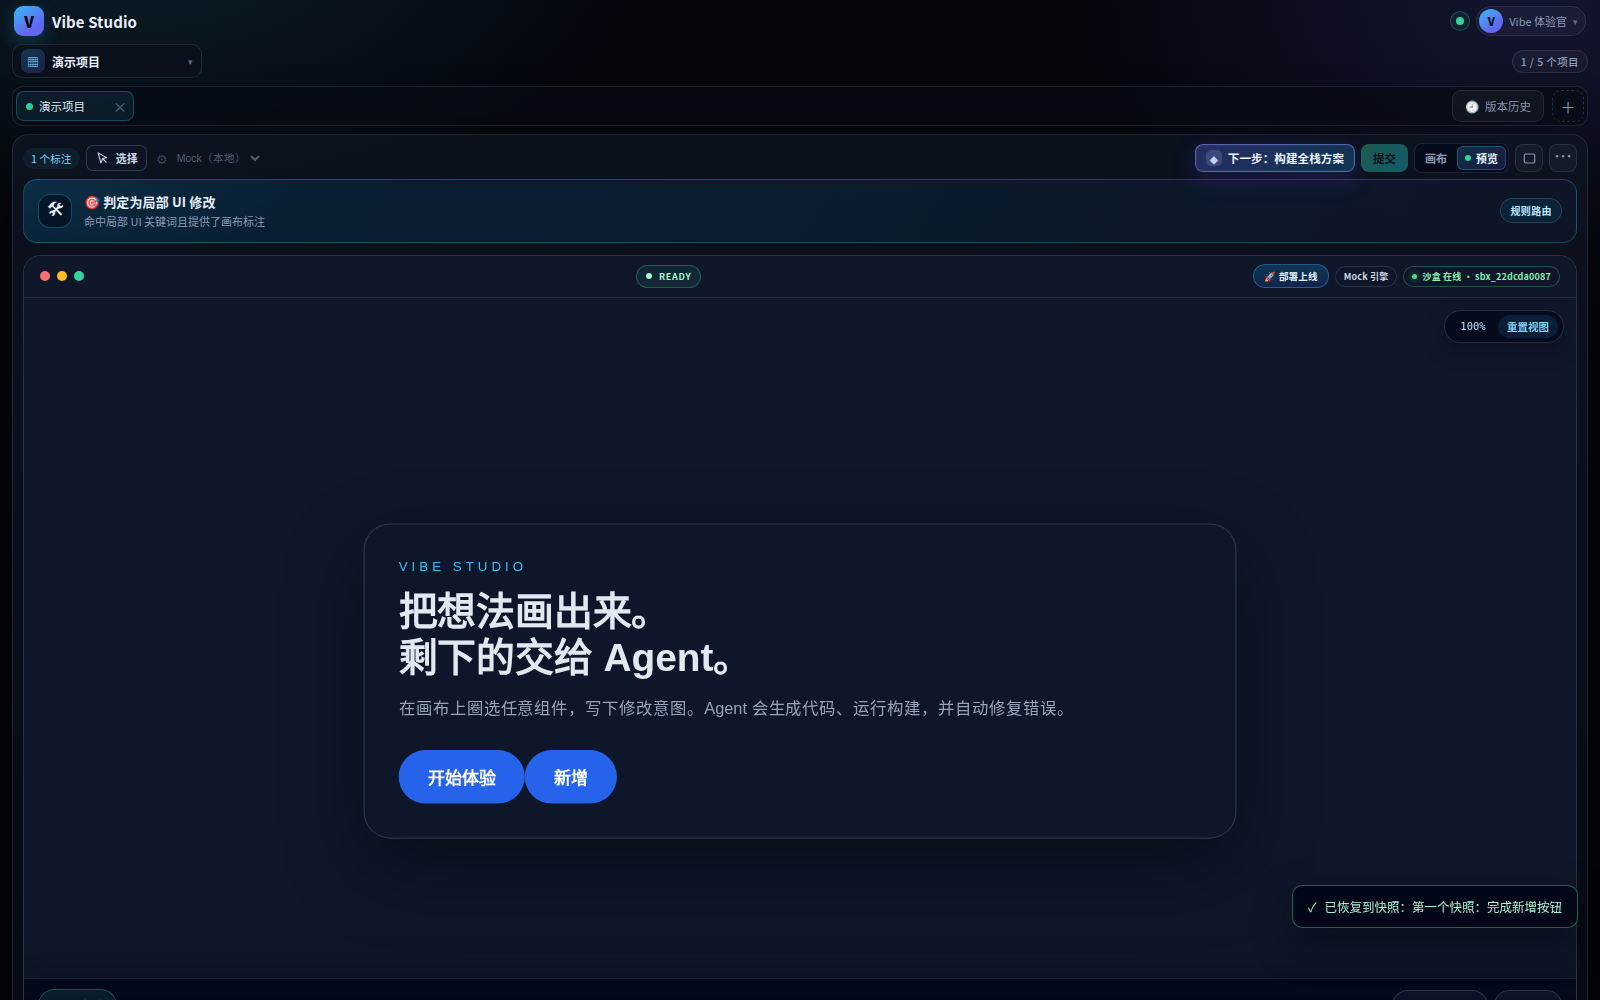 V Vibe Studio
V Vibe 体验官
演示项目
1 / 5 个项目
演示项目
版本历史
1 个标注
选择
Mock（本地）
下一步：构建全栈方案
提交
画布
预览
🎯 判定为局部 UI 修改
命中局部 UI 关键词且提供了画布标注
规则路由
READY
🚀 部署上线
Mock 引擎
沙盒 在线 · sbx_22dcda0087
100%
重置视图
VIBE STUDIO
把想法画出来。
剩下的交给 Agent。
在画布上圈选任意组件，写下修改意图。Agent 会生成代码、运行构建，并自动修复错误。
开始体验
新增
✓ 已恢复到快照：第一个快照：完成新增按钮